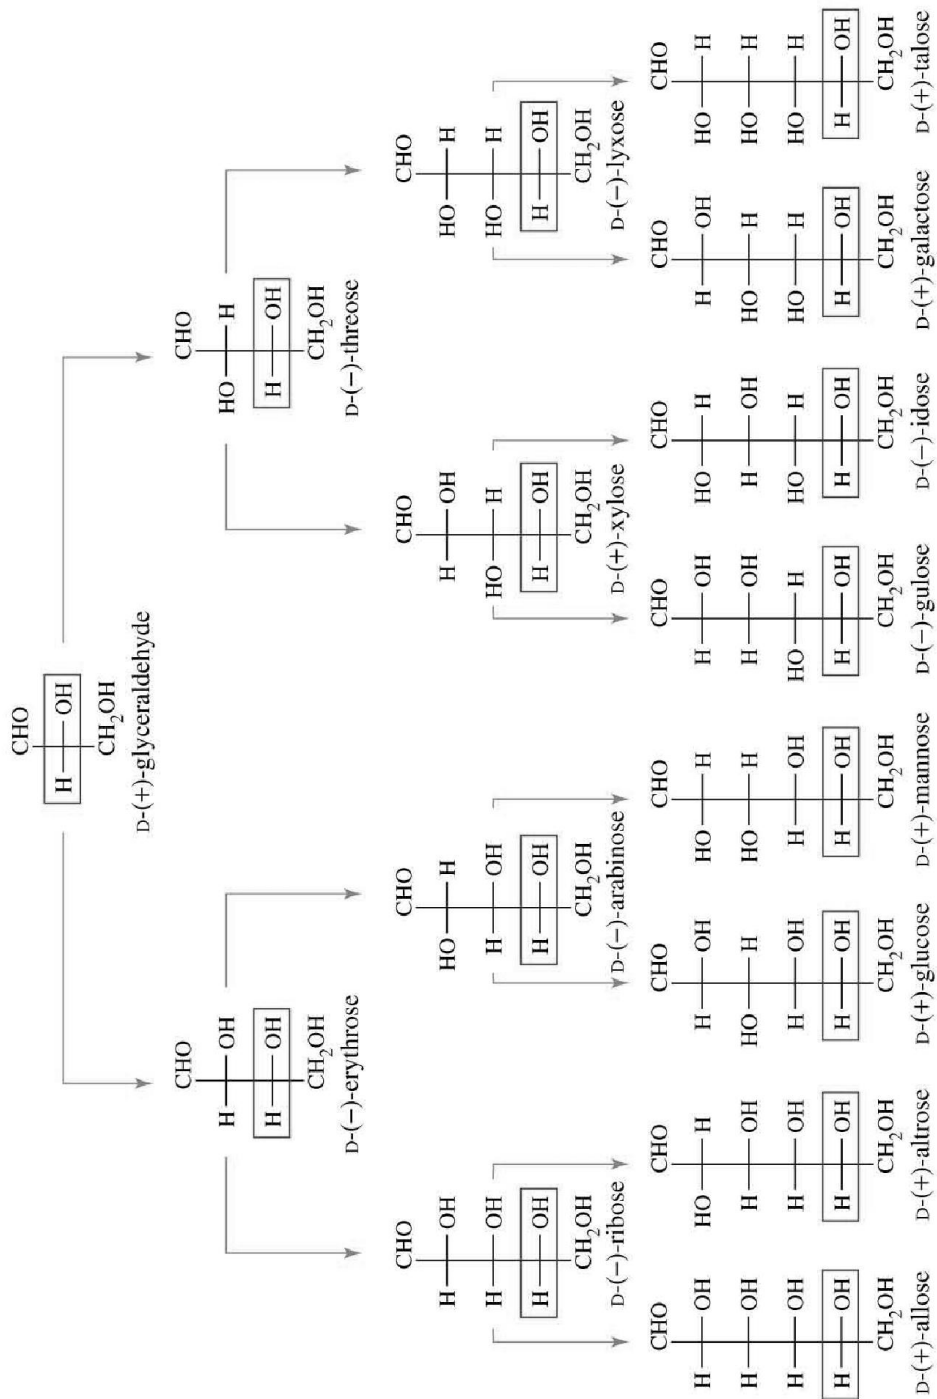 CHO
H OH
CH₂OH
D-(+)-glyceraldehyde
CHO
H OH
H OH
CH₂OH
D-(−)-erythrose
CHO
HO H
H OH
CH₂OH
D-(−)-threose
CHO
H OH
H OH
H OH
CH₂OH
D-(−)-ribose
CHO
HO H
H OH
H OH
CH₂OH
D-(−)-arabinose
CHO
H OH
HO H
H OH
CH₂OH
D-(+)-xylose
CHO
HO H
HO H
H OH
CH₂OH
D-(−)-lyxose
CHO
H OH
H OH
H OH
H OH
CH₂OH
D-(+)-allose
CHO
HO H
H OH
H OH
H OH
CH₂OH
D-(+)-altrose
CHO
H OH
HO H
H OH
H OH
CH₂OH
D-(+)-glucose
CHO
HO H
HO H
H OH
H OH
CH₂OH
D-(+)-mannose
CHO
H OH
H OH
HO H
H OH
CH₂OH
D-(−)-gulose
CHO
HO H
H OH
HO H
H OH
CH₂OH
D-(−)-idose
CHO
H OH
HO H
HO H
H OH
CH₂OH
D-(+)-galactose
CHO
HO H
HO H
HO H
H OH
CH₂OH
D-(+)-talose